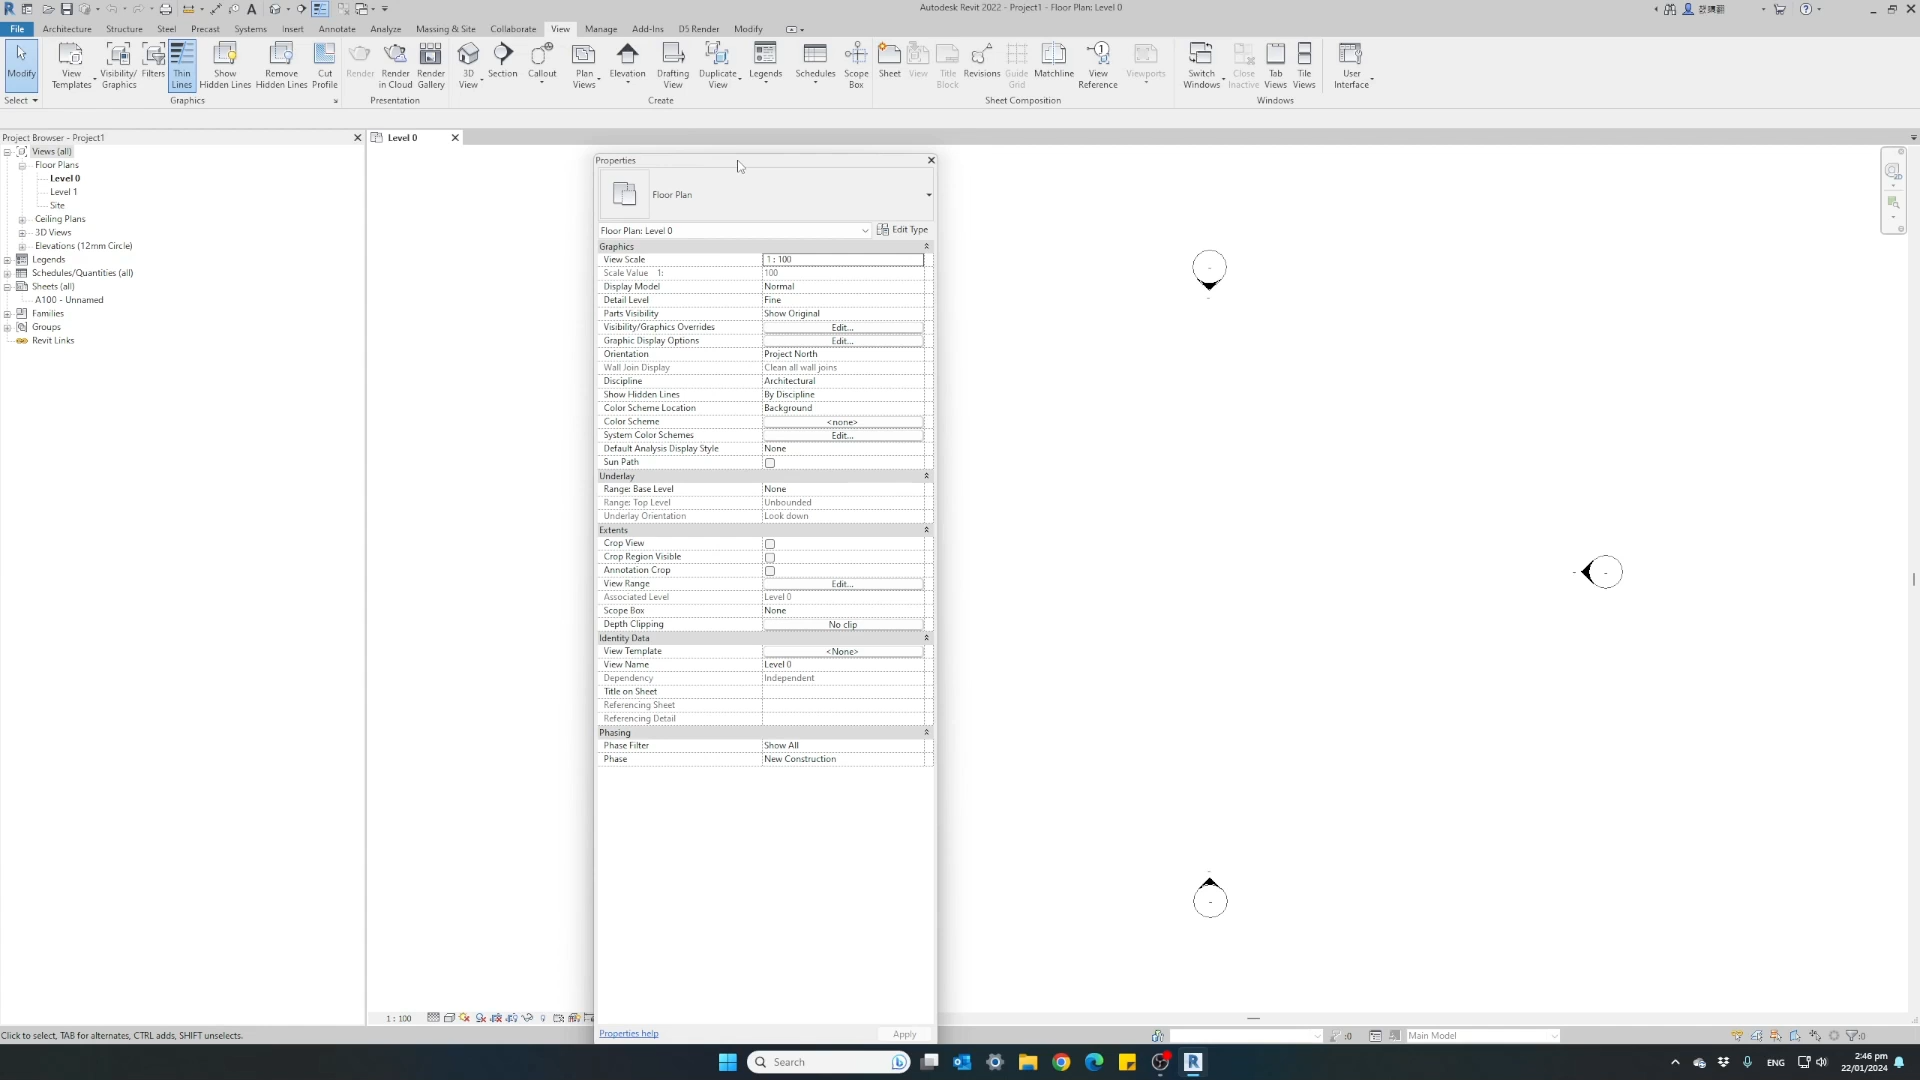 Autodesk Revit 2022 - Project1 - Floor Plan: Level 0
File Architecture Structure Steel Precast Systems Insert Annotate Analyze Massing & Site Collaborate View Manage Add-Ins D5 Render Modify
Modify
View Templates
Visibility/ Graphics
Filters
Thin Lines
Show Hidden Lines
Remove Hidden Lines
Cut Profile
Render
Render in Cloud
Render Gallery
3D View
Section
Callout
Plan Views
Elevation
Drafting View
Duplicate View
Legends
Schedules
Scope Box
Sheet
View
Title Block
Revisions
Guide Grid
Matchline
View Reference
Viewports
Switch Windows
Close Inactive
Tab Views
Tile Views
User Interface
Select
Graphics
Presentation
Create
Sheet Composition
Windows
Project Browser - Project1
Views (all)
Floor Plans
Level 0
Level 1
Site
Ceiling Plans
3D Views
Elevations (12mm Circle)
Legends
Schedules/Quantities (all)
Sheets (all)
A100 - Unnamed
Families
Groups
Revit Links
Level 0
Properties
Floor Plan
Floor Plan: Level 0
Edit Type
Graphics
View Scale 1 : 100
Scale Value 1: 100
Display Model Normal
Detail Level Fine
Parts Visibility Show Original
Visibility/Graphics Overrides Edit...
Graphic Display Options Edit...
Orientation Project North
Wall Join Display Clean all wall joins
Discipline Architectural
Show Hidden Lines By Discipline
Color Scheme Location Background
Color Scheme <none>
System Color Schemes Edit...
Default Analysis Display Style None
Sun Path
Underlay
Range: Base Level None
Range: Top Level Unbounded
Underlay Orientation Look down
Extents
Crop View
Crop Region Visible
Annotation Crop
View Range Edit...
Associated Level Level 0
Scope Box None
Depth Clipping No clip
Identity Data
View Template <None>
View Name Level 0
Dependency Independent
Title on Sheet
Referencing Sheet
Referencing Detail
Phasing
Phase Filter Show All
Phase New Construction
Properties help
Apply
1 : 100
Click to select, TAB for alternates, CTRL adds, SHIFT unselects.
:0
Main Model
:0
Search
ENG
2:46 pm
22/01/2024